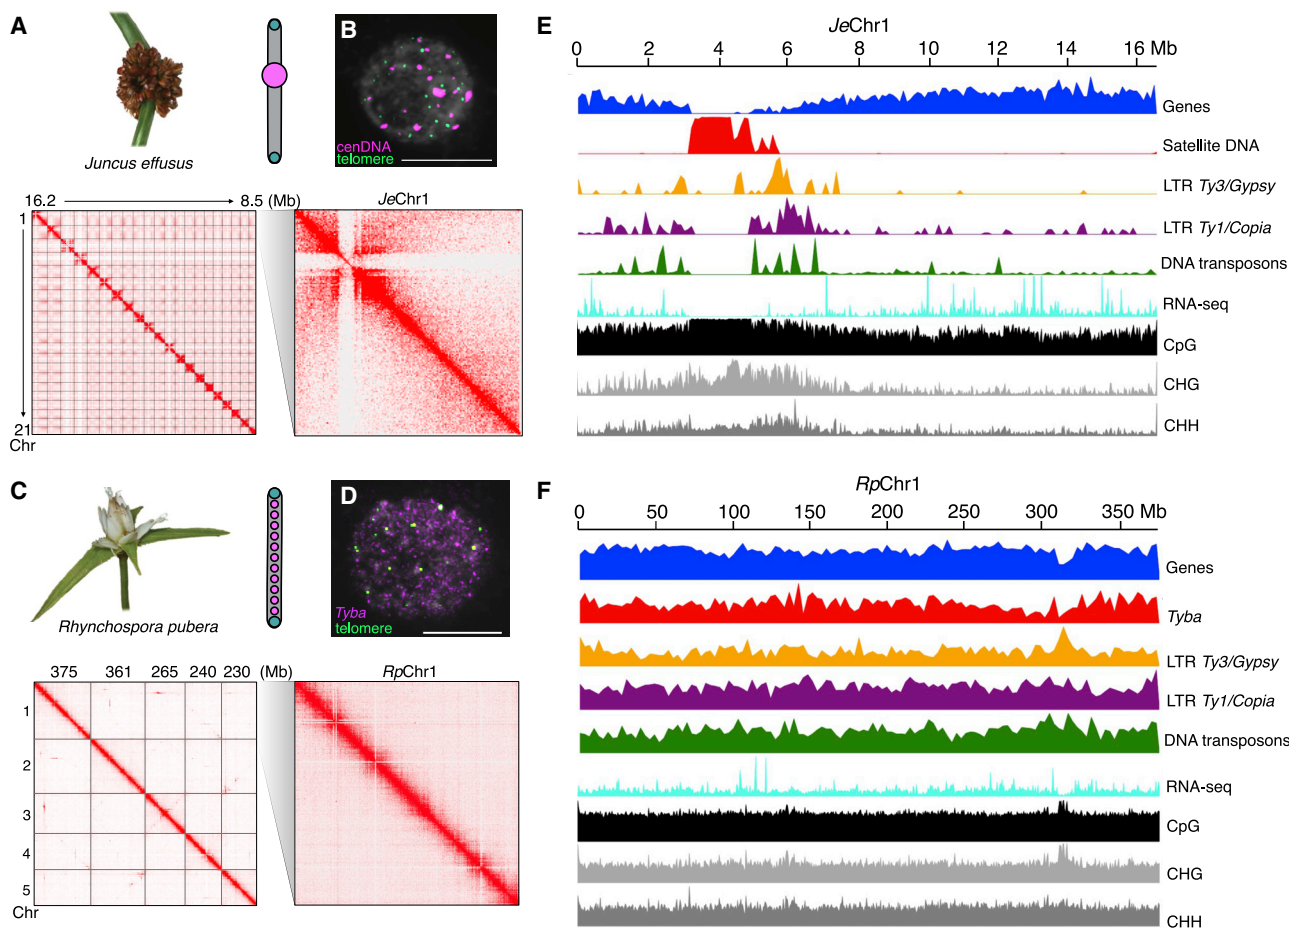 A
Juncus effusus
B
cenDNA
telomere
16.2 8.5 (Mb)
JeChr1
1
21
Chr
C
Rhynchospora pubera
D
Tyba
telomere
375 361 265 240 230 (Mb)
RpChr1
1
2
3
4
5
Chr
E
JeChr1
0 2 4 6 8 10 12 14 16 Mb
Genes
Satellite DNA
LTR Ty3/Gypsy
LTR Ty1/Copia
DNA transposons
RNA-seq
CpG
CHG
CHH
F
RpChr1
0 50 100 150 200 250 300 350 Mb
Genes
Tyba
LTR Ty3/Gypsy
LTR Ty1/Copia
DNA transposons
RNA-seq
CpG
CHG
CHH